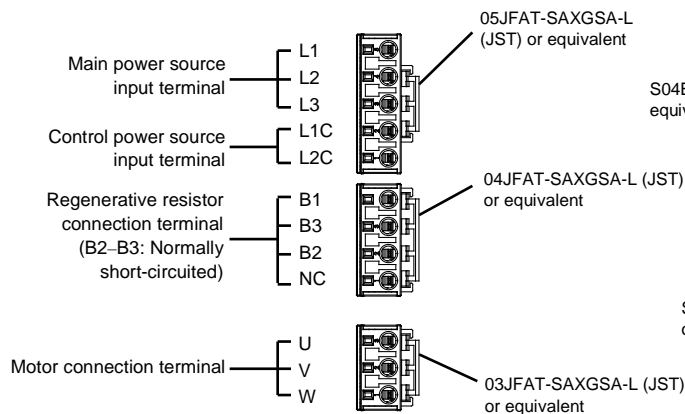 05JFAT-SAXGSA-L
(JST) or equivalent
Main power source
input terminal
L1
L2
L3
Control power source
input terminal
L1C
L2C
04JFAT-SAXGSA-L (JST)
or equivalent
Regenerative resistor
connection terminal
(B2–B3: Normally
short-circuited)
B1
B3
B2
NC
Motor connection terminal
U
V
W
03JFAT-SAXGSA-L (JST)
or equivalent